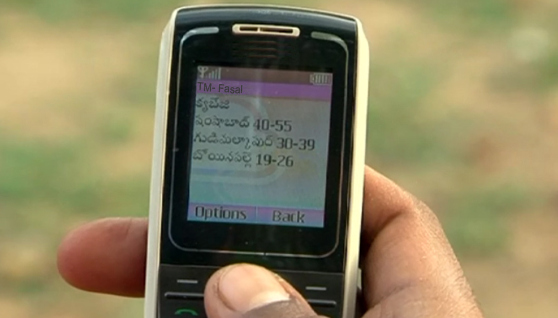 TM- Fasal
క్యాబేజి
షంషాబాద్ 40-55
గుడిమల్కాపూర్ 30-39
బోయినపల్లె 19-26
Options Back